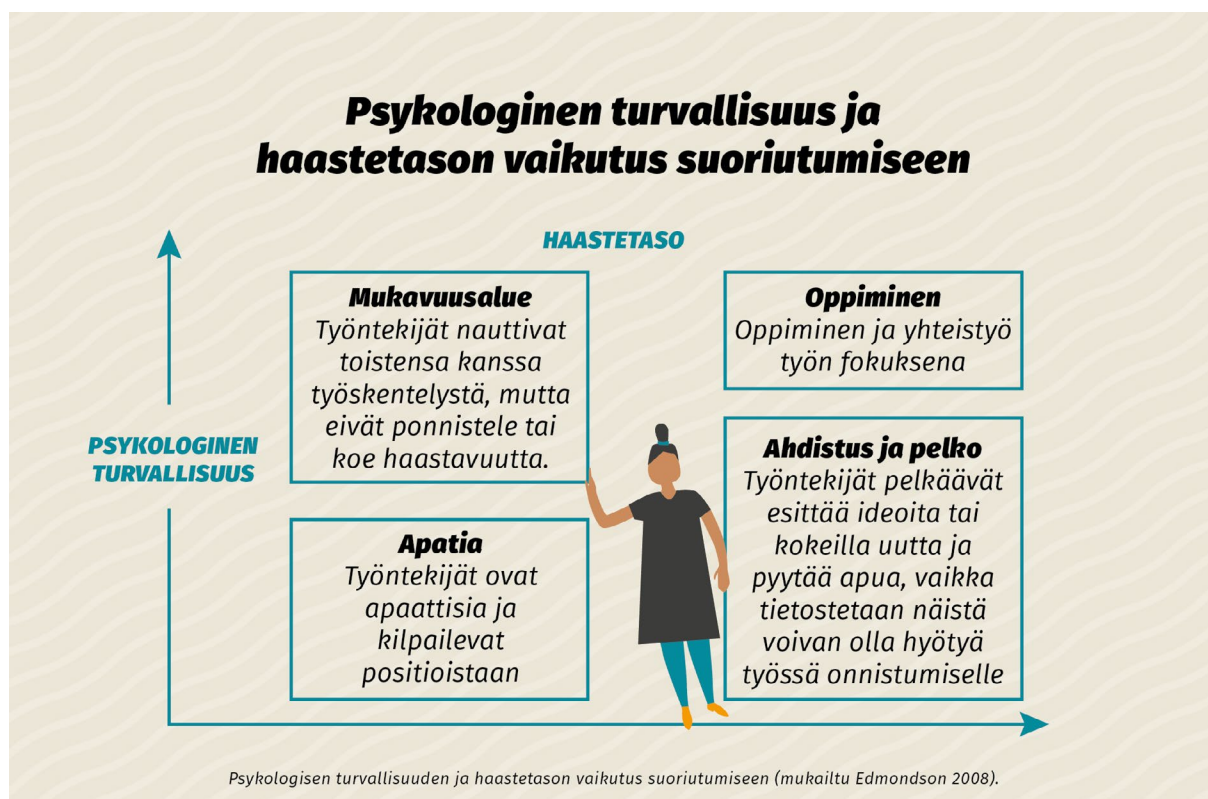 Psykologinen turvallisuus ja
haastetason vaikutus suoriutumiseen
HAASTETASO
PSYKOLOGINEN
TURVALLISUUS
Mukavuusalue
Työntekijät nauttivat
toistensa kanssa
työskentelystä, mutta
eivät ponnistele tai
koe haastavuutta.
Oppiminen
Oppiminen ja yhteistyö
työn fokuksena
Apatia
Työntekijät ovat
apaattisia ja
kilpailevat
positioistaan
Ahdistus ja pelko
Työntekijät pelkäävät
esittää ideoita tai
kokeilla uutta ja
pyytää apua, vaikka
tietostetaan näistä
voivan olla hyötyä
työssä onnistumiselle
Psykologisen turvallisuuden ja haastetason vaikutus suoriutumiseen (mukailtu Edmondson 2008).